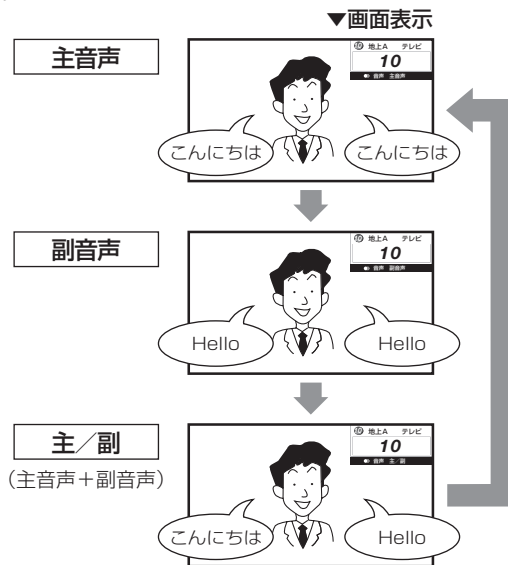 ▼画面表示
主音声
地上A テレビ
10
音声 主音声
こんにちは
こんにちは
副音声
地上A テレビ
10
音声 副音声
Hello
Hello
主／副
（主音声＋副音声）
地上A テレビ
10
音声 主／副
こんにちは
Hello